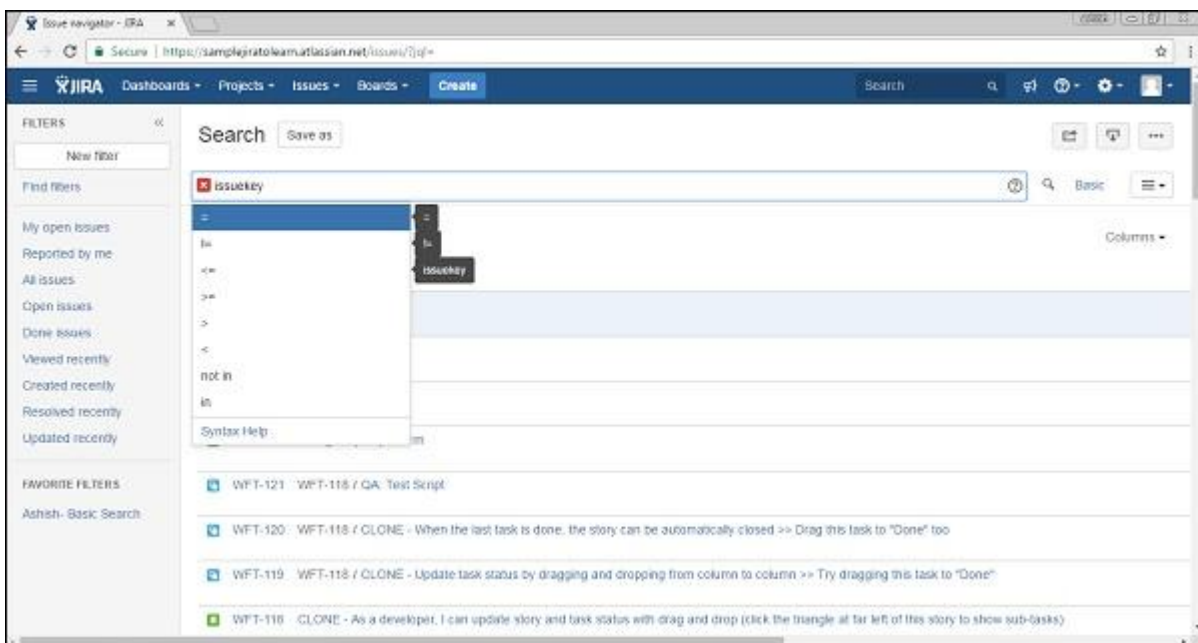 Issue navigator - JIRA
Secure | https://samplejiratolearn.atlassian.net/issues/?jql=
JIRA Dashboards Projects Issues Boards Create Search
FILTERS
New filter
Find filters
My open issues
Reported by me
All issues
Open issues
Done issues
Viewed recently
Created recently
Resolved recently
Updated recently
FAVORITE FILTERS
Ashish- Basic Search
Search Save as
issuekey Basic
= =
!= !=
<= issuekey
>=
>
<
not in
in
Syntax Help
Columns
WFT-121 WFT-118 / QA: Test Script
WFT-120 WFT-118 / CLONE - When the last task is done, the story can be automatically closed >> Drag this task to "Done" too
WFT-119 WFT-118 / CLONE - Update task status by dragging and dropping from column to column >> Try dragging this task to "Done"
WFT-118 CLONE - As a developer, I can update story and task status with drag and drop (click the triangle at far left of this story to show sub-tasks)